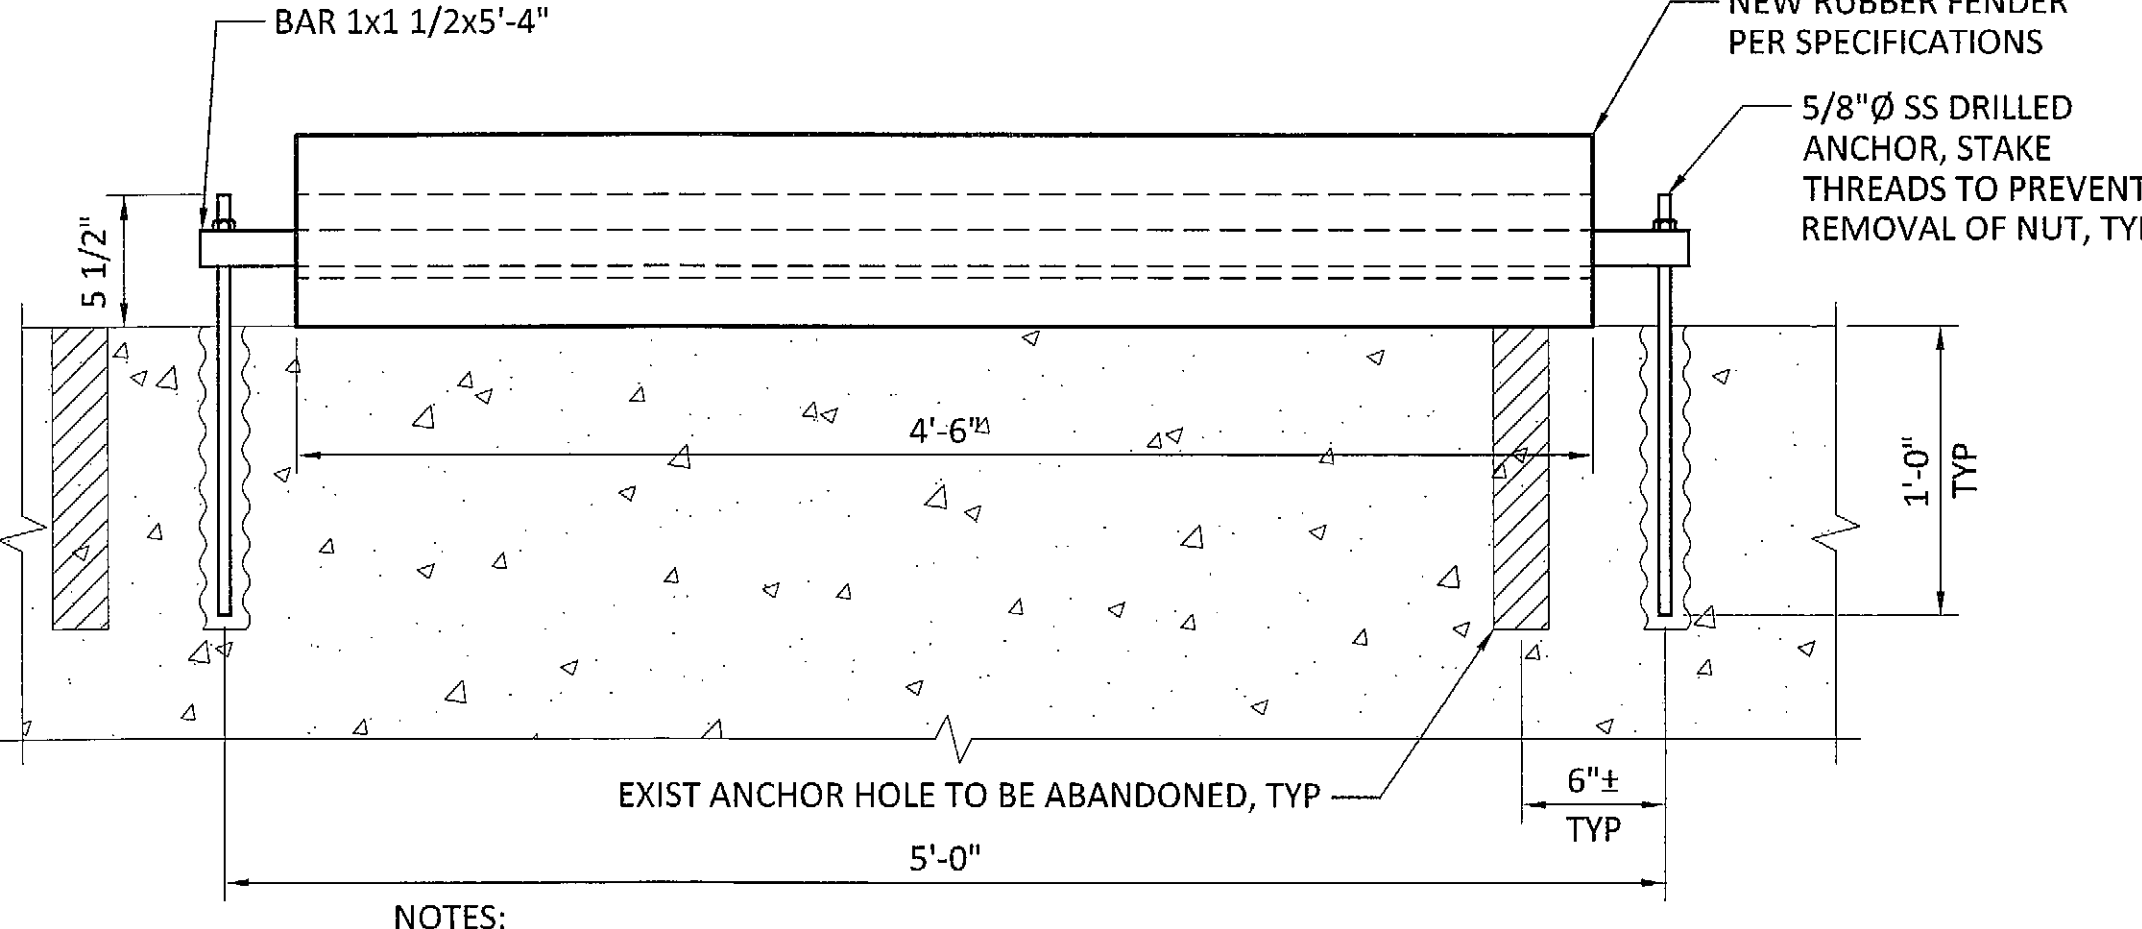 BAR 1x1 1/2x5'-4"
NEW RUBBER FENDER
PER SPECIFICATIONS
5/8"Ø SS DRILLED
ANCHOR, STAKE
THREADS TO PREVENT
REMOVAL OF NUT,
5 1/2"
4'-6"
1'-0"
TYP
EXIST ANCHOR HOLE TO BE ABANDONED, TYP
6"±
TYP
5'-0"
NOTES: